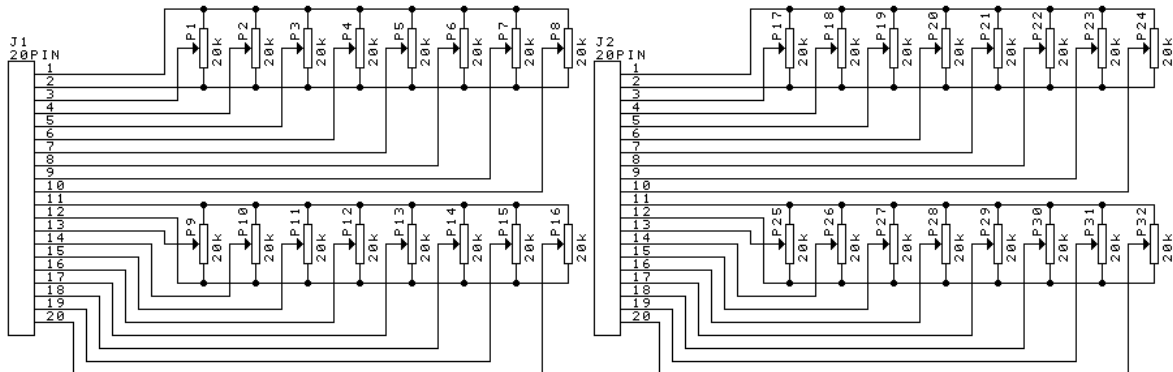 J1
20PIN
1
2
3
4
5
6
7
8
9
10
11
12
13
14
15
16
17
18
19
20
P1
20k
P2
20k
P3
20k
P4
20k
P5
20k
P6
20k
P7
20k
P8
20k
P9
20k
P10
20k
P11
20k
P12
20k
P13
20k
P14
20k
P15
20k
P16
20k
J2
20PIN
1
2
3
4
5
6
7
8
9
10
11
12
13
14
15
16
17
18
19
20
P17
20k
P18
20k
P19
20k
P20
20k
P21
20k
P22
20k
P23
20k
P24
20k
P25
20k
P26
20k
P27
20k
P28
20k
P29
20k
P30
20k
P31
20k
P32
20k